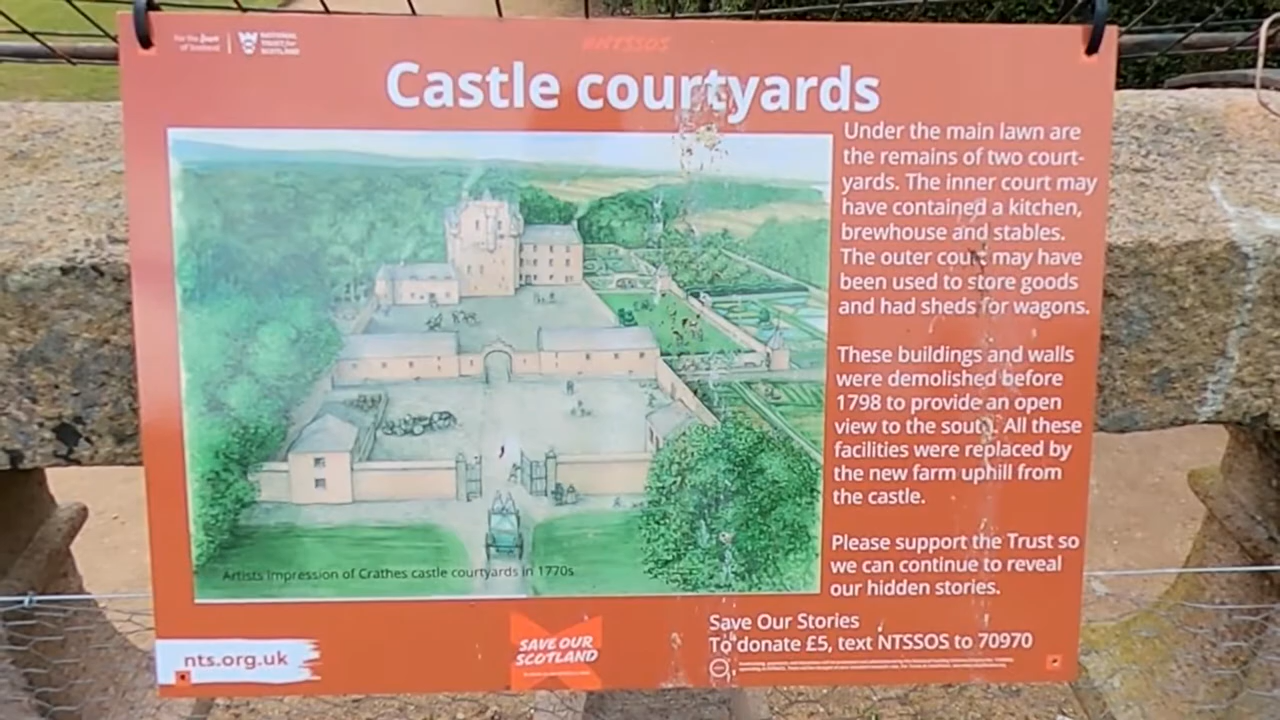 For the love of Scotland
NATIONAL TRUST for SCOTLAND
#NTSSOS
Castle courtyards
Under the main lawn are
the remains of two court-
yards. The inner court may
have contained a kitchen,
brewhouse and stables.
The outer court may have
been used to store goods
and had sheds for wagons.
These buildings and walls
were demolished before
1798 to provide an open
view to the south. All these
facilities were replaced by
the new farm uphill from
the castle.
Please support the Trust so
we can continue to reveal
our hidden stories.
Artists impression of Crathes castle courtyards in 1770s
Save Our Stories
To donate £5, text NTSSOS to 70970
nts.org.uk
SAVE OUR
SCOTLAND